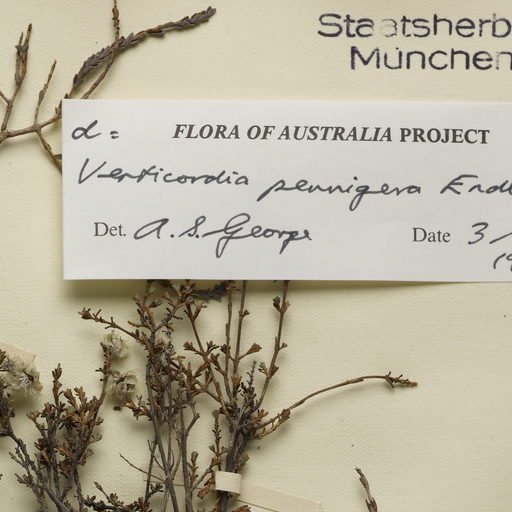 Staatsherb
München
d = FLORA OF AUSTRALIA PROJECT
Verticordia pennigera Endl
Det. A. S. George Date 3/
19